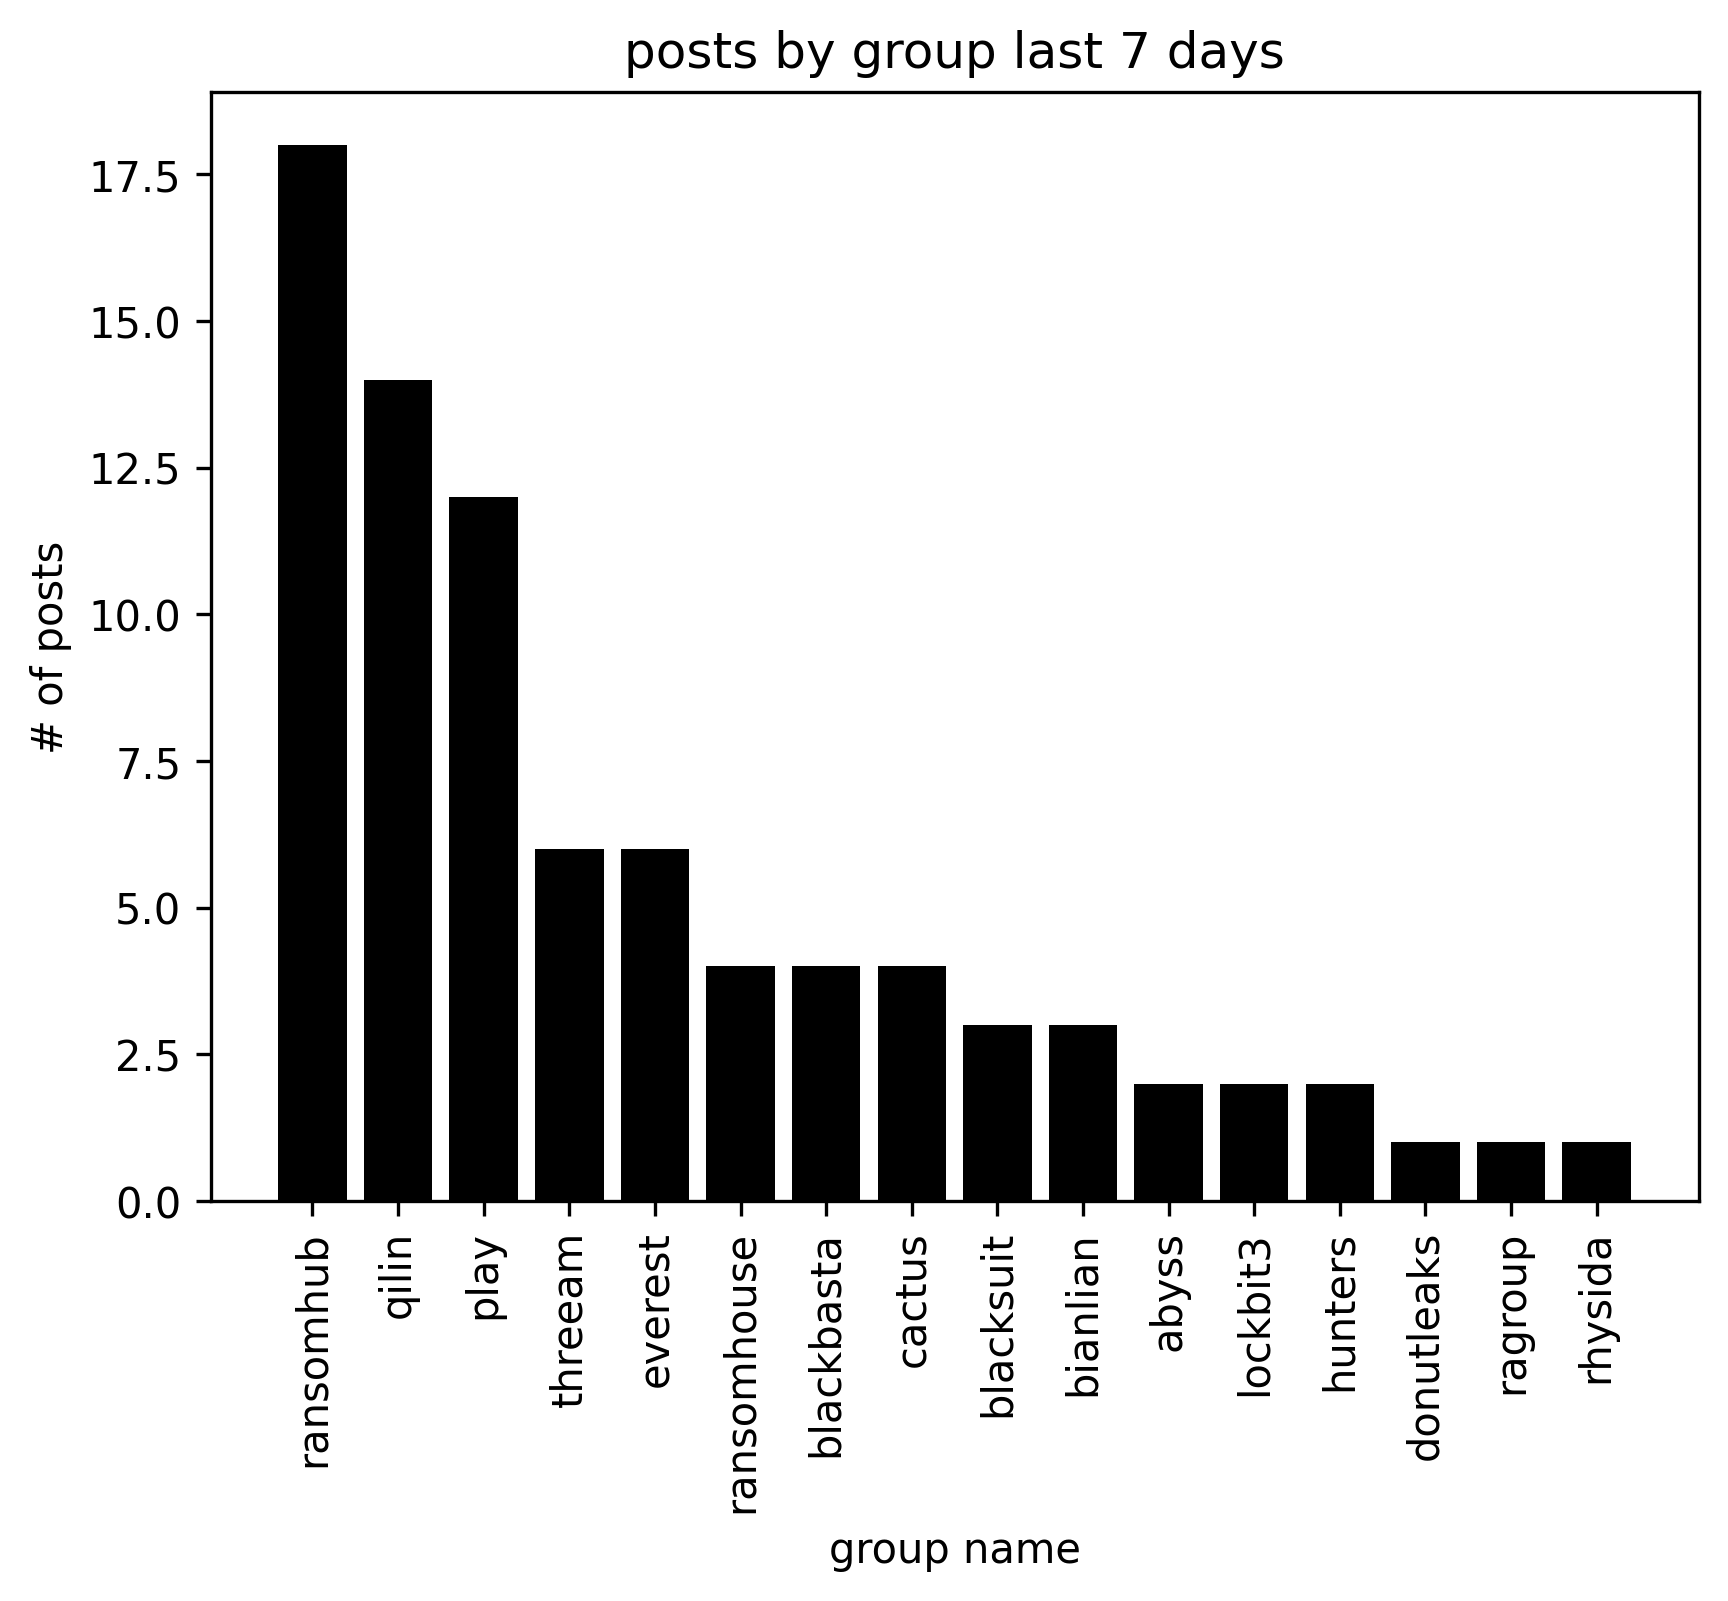 posts by group last 7 days
# of posts
17.5
15.0
12.5
10.0
7.5
5.0
2.5
0.0
ransomhub
qilin
play
threeam
everest
ransomhouse
blackbasta
cactus
blacksuit
bianlian
abyss
lockbit3
hunters
donutleaks
ragroup
rhysida
group name